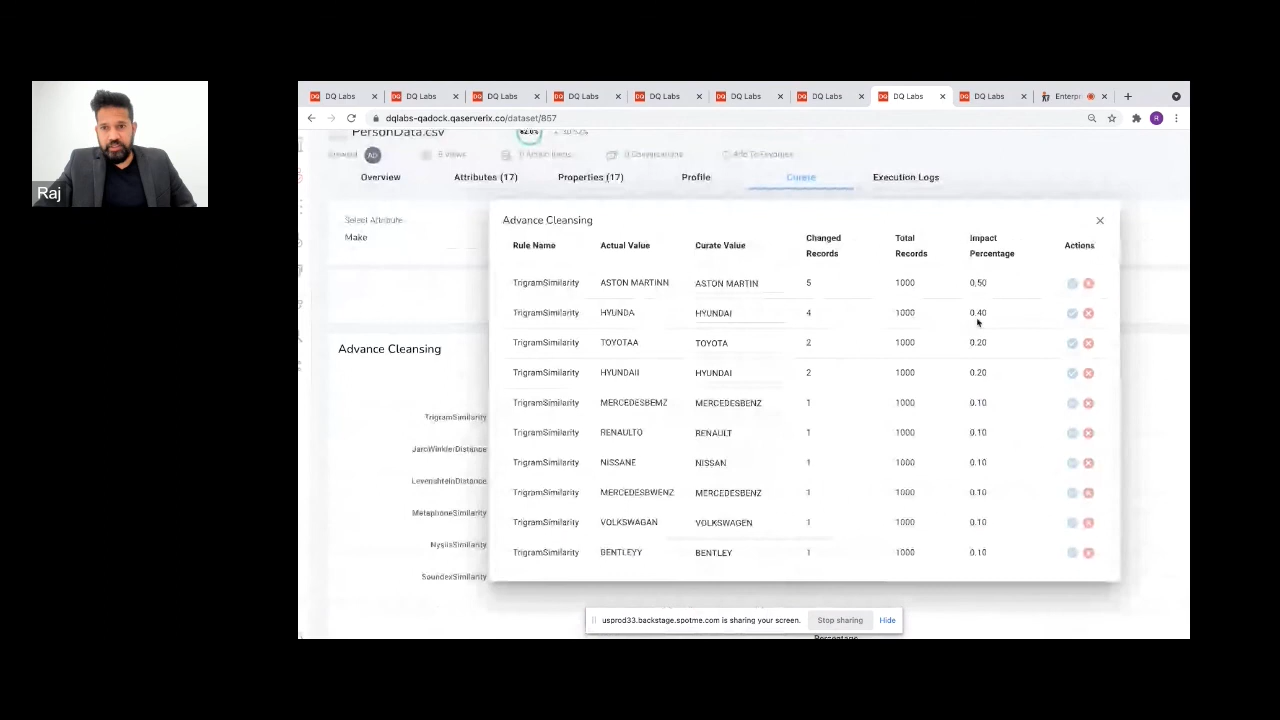 Raj
DQ Labs
DQ Labs
DQ Labs
DQ Labs
DQ Labs
DQ Labs
DQ Labs
DQ Labs
DQ Labs
Enterpr
dqlabs-qadock.qaserverix.co/dataset/857
R
PersonData.csv
AD
Add To Favorites
Overview
Attributes (17)
Properties (17)
Profile
Curate
Execution Logs
Select Attribute
Make
Advance Cleansing
TrigramSimilarity
JaroWinklerDistance
LevenshteinDistance
MetaphoneSimilarity
NysiisSimilarity
SoundexSimilarity
Advance Cleansing
Rule Name Actual Value Curate Value Changed Records Total Records Impact Percentage Actions
TrigramSimilarity ASTON MARTINN ASTON MARTIN 5 1000 0.50
TrigramSimilarity HYUNDA HYUNDAI 4 1000 0.40
TrigramSimilarity TOYOTAA TOYOTA 2 1000 0.20
TrigramSimilarity HYUNDAII HYUNDAI 2 1000 0.20
TrigramSimilarity MERCEDESBEMZ MERCEDESBENZ 1 1000 0.10
TrigramSimilarity RENAULTO RENAULT 1 1000 0.10
TrigramSimilarity NISSANE NISSAN 1 1000 0.10
TrigramSimilarity MERCEDESBWENZ MERCEDESBENZ 1 1000 0.10
TrigramSimilarity VOLKSWAGAN VOLKSWAGEN 1 1000 0.10
TrigramSimilarity BENTLEYY BENTLEY 1 1000 0.10
usprod33.backstage.spotme.com is sharing your screen.
Stop sharing
Hide
Percentage